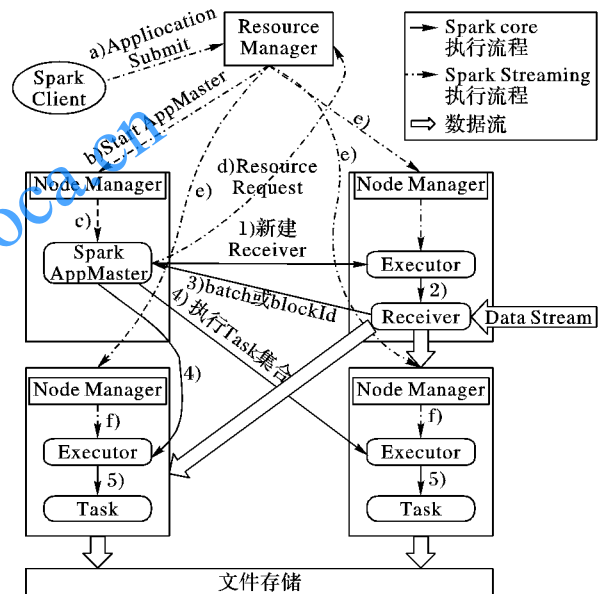 a)Appliocation
Submit
Resource
Manager
Spark
Client
Spark core
执行流程
Spark Streaming
执行流程
数据流
b)Start AppMaster
e)
e)
e)
d)Resource
Request
Node Manager
Node Manager
c)
1)新建
Receiver
Spark
AppMaster
Executor
2)
3)batch或blockId
Receiver
Data Stream
4)执行Task集合
4)
Node Manager
Node Manager
f)
f)
Executor
Executor
5)
5)
Task
Task
文件存储
oca.cn